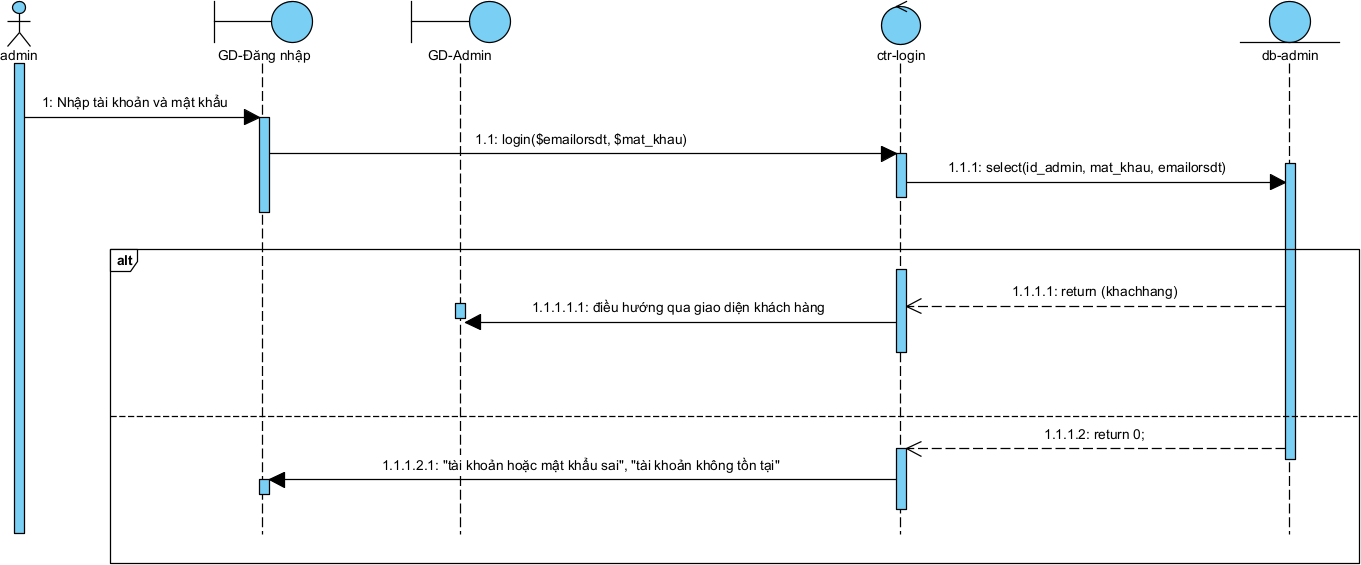 admin
GD-Đăng nhập
GD-Admin
ctr-login
db-admin
1: Nhập tài khoản và mật khẩu
1.1: login($emailorsdt, $mat_khau)
1.1.1: select(id_admin, mat_khau, emailorsdt)
alt
1.1.1.1: return (khachhang)
1.1.1.1.1: điều hướng qua giao diện khách hàng
1.1.1.2: return 0;
1.1.1.2.1: "tài khoản hoặc mật khẩu sai", "tài khoản không tồn tại"